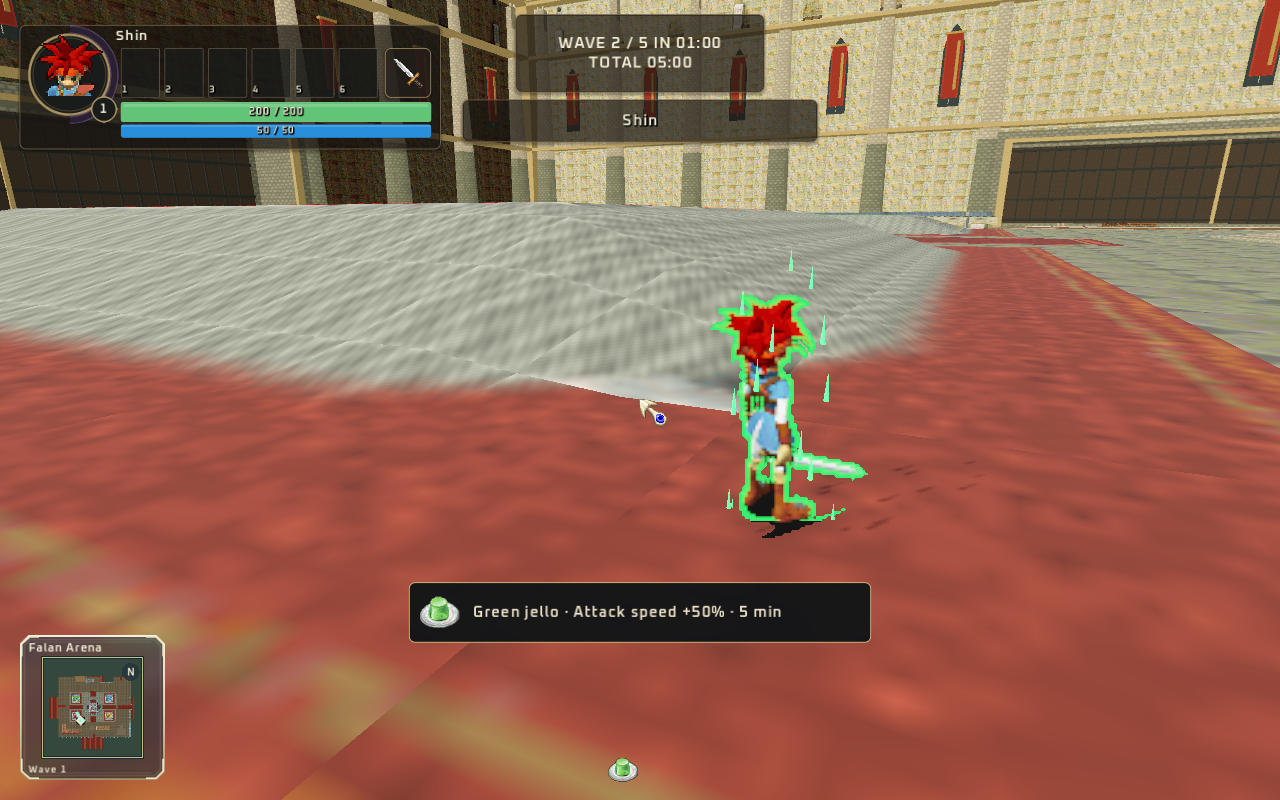 Shin
1 2 3 4 5 6
1
200 / 200
50 / 50
WAVE 2 / 5 IN 01:00
TOTAL 05:00
Shin
Green jello · Attack speed +50% · 5 min
Falan Arena
N
Wave 1